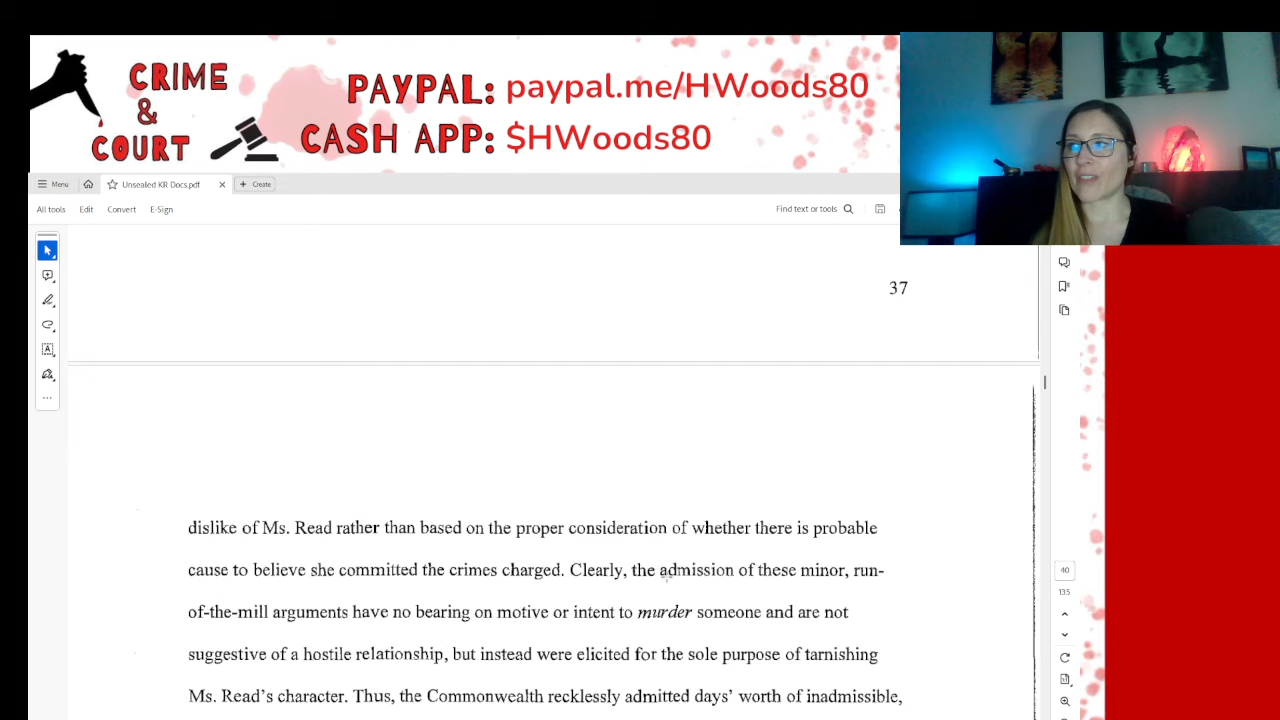 CRIME
&
COURT
PAYPAL: paypal.me/HWoods80
CASH APP: $HWoods80
Menu
Unsealed KR Docs.pdf
Create
All tools
Edit
Convert
E-Sign
Find text or tools
37
dislike of Ms. Read rather than based on the proper consideration of whether there is probable
cause to believe she committed the crimes charged. Clearly, the admission of these minor, run-
of-the-mill arguments have no bearing on motive or intent to murder someone and are not
suggestive of a hostile relationship, but instead were elicited for the sole purpose of tarnishing
Ms. Read's character. Thus, the Commonwealth recklessly admitted days' worth of inadmissible,
40
135